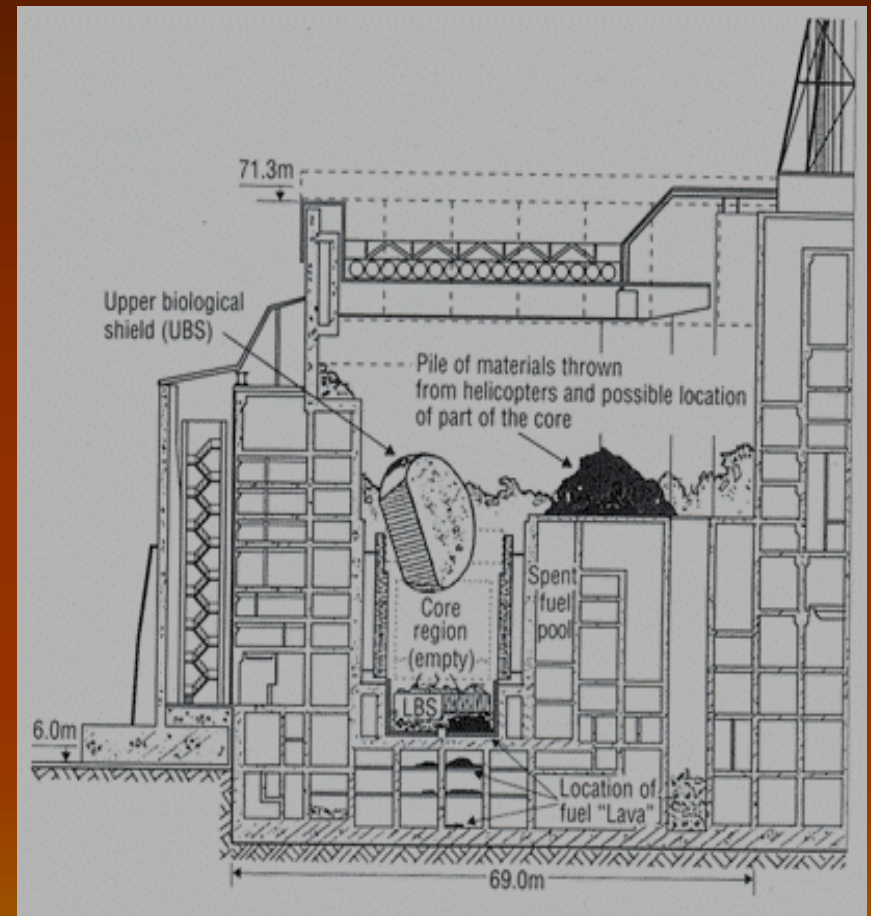 71.3m
Upper biological
shield (UBS)
Pile of materials thrown
from helicopters and possible location
of part of the core
Spent
fuel
pool
Core
region
(empty)
LBS
6.0m
Location of
fuel "Lava"
69.0m